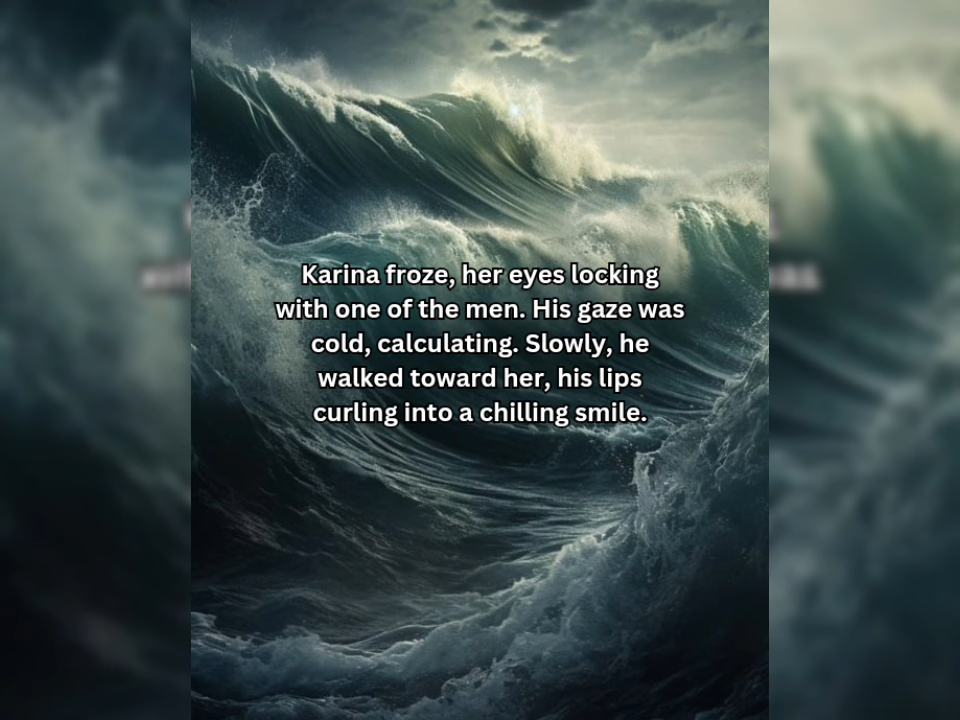 Karina froze, her eyes locking
with one of the men. His gaze was
cold, calculating. Slowly, he
walked toward her, his lips
curling into a chilling smile.